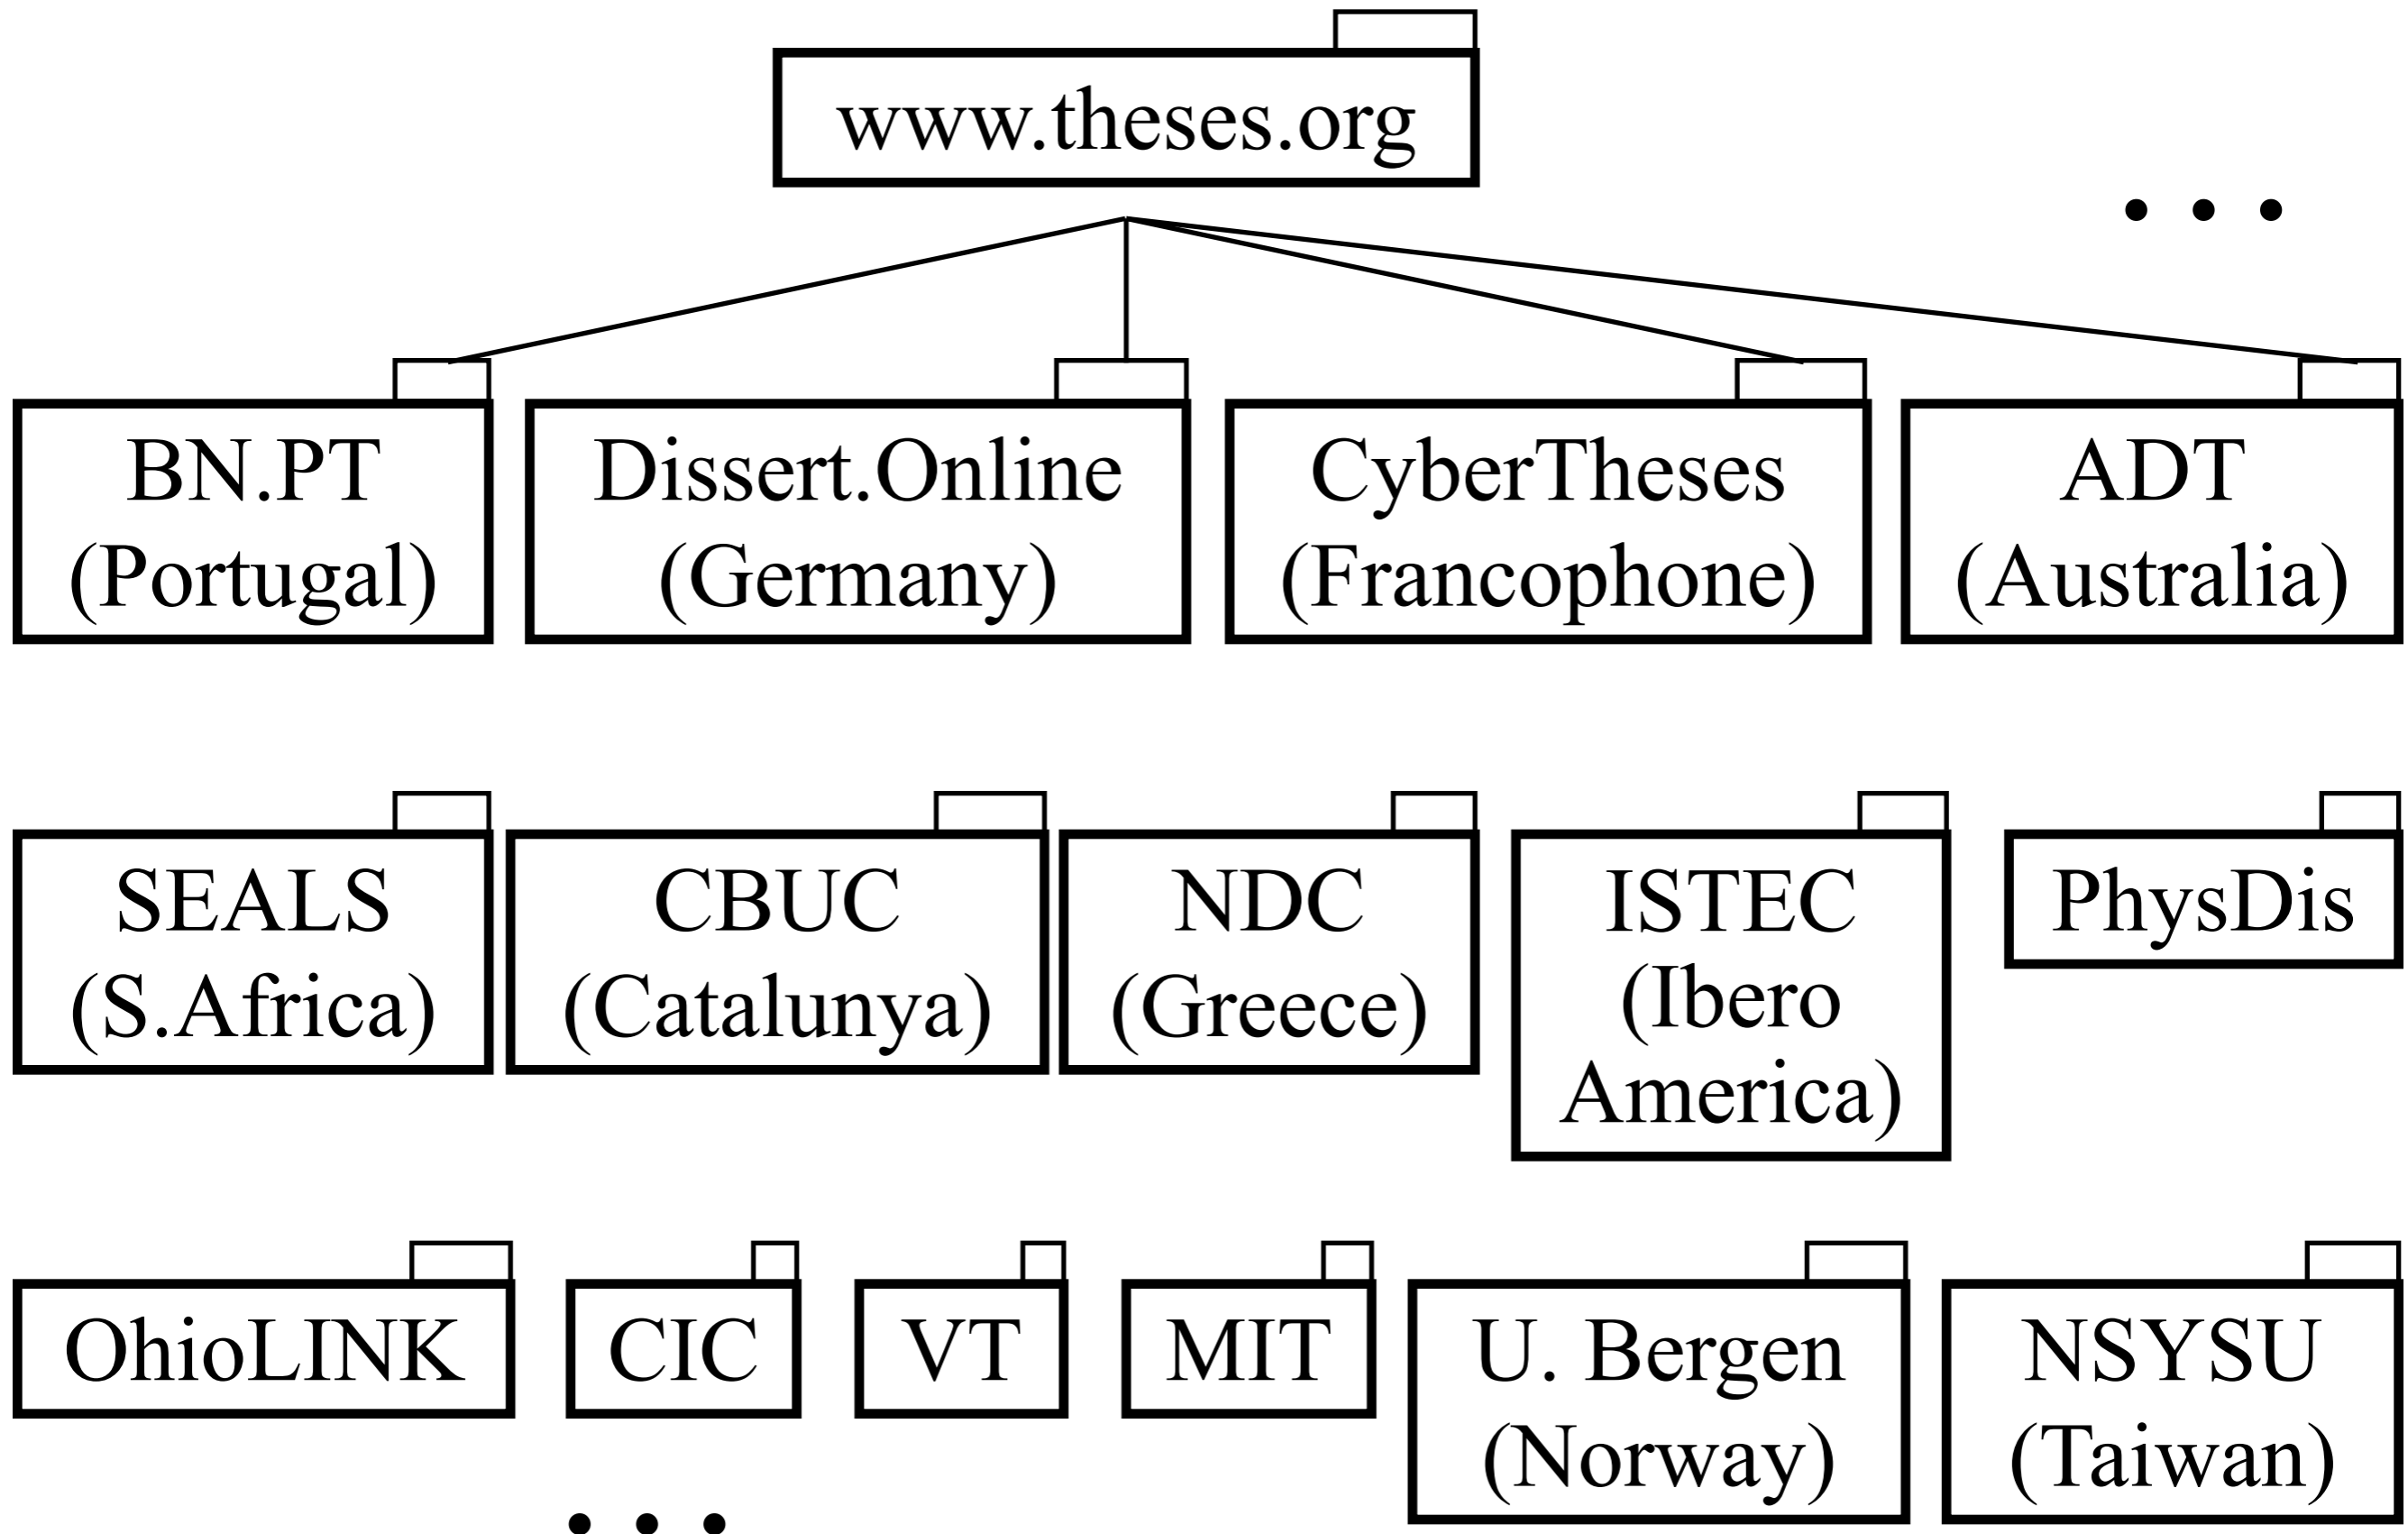 www.theses.org
. . .
BN.PT
(Portugal)
Dissert.Online
(Germany)
CyberTheses
(Francophone)
ADT
(Australia)
SEALS
(S.Africa)
CBUC
(Catalunya)
NDC
(Greece)
ISTEC
(Ibero
America)
PhysDis
OhioLINK
CIC
VT
MIT
U. Bergen
(Norway)
NSYSU
(Taiwan)
. . .